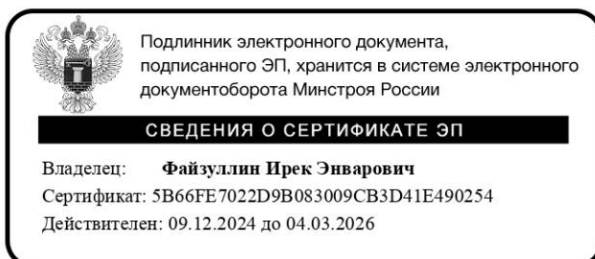 Подлинник электронного документа,
подписанного ЭП, хранится в системе электронного
документоборота Минстроя России
СВЕДЕНИЯ О СЕРТИФИКАТЕ ЭП
Владелец: Файзуллин Ирек Энварович
Сертификат: 5B66FE7022D9B083009CB3D41E490254
Действителен: 09.12.2024 до 04.03.2026